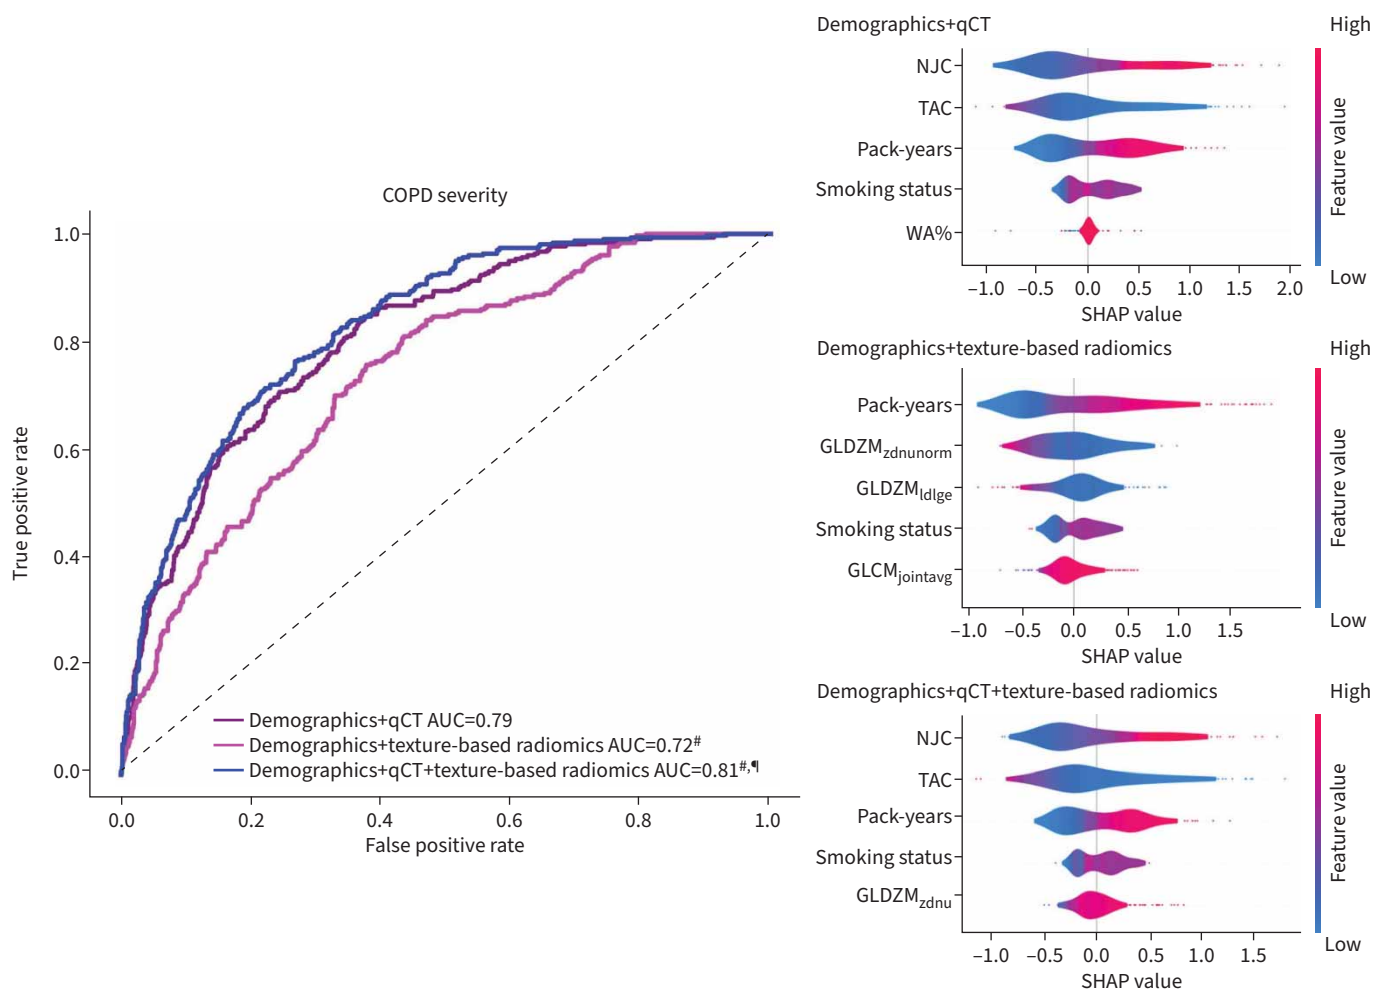 COPD severity
True positive rate
1.0
0.8
0.6
0.4
0.2
0.0
Demographics+qCT AUC=0.79
Demographics+texture-based radiomics AUC=0.72#
Demographics+qCT+texture-based radiomics AUC=0.81#,¶
0.0 0.2 0.4 0.6 0.8 1.0
False positive rate
Demographics+qCT
High
NJC
TAC
Pack-years
Smoking status
WA%
Feature value
Low
−1.0 −0.5 0.0 0.5 1.0 1.5 2.0
SHAP value
Demographics+texture-based radiomics
High
Pack-years
GLDZMzdnunorm
GLDZMldlge
Smoking status
GLCMjointavg
Feature value
Low
−1.0 −0.5 0.0 0.5 1.0 1.5
SHAP value
Demographics+qCT+texture-based radiomics
High
NJC
TAC
Pack-years
Smoking status
GLDZMzdnu
Feature value
Low
−1.0 −0.5 0.0 0.5 1.0 1.5
SHAP value